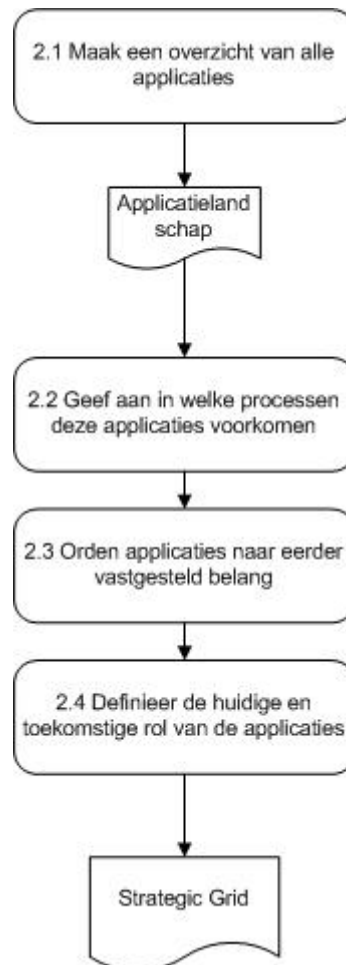 2.1 Maak een overzicht van alle
applicaties
Applicatieland
schap
2.2 Geef aan in welke processen
deze applicaties voorkomen
2.3 Orden applicaties naar eerder
vastgesteld belang
2.4 Definieer de huidige en
toekomstige rol van de applicaties
Strategic Grid